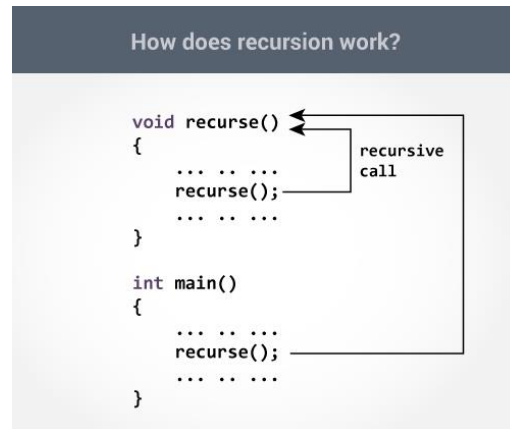 How does recursion work?
void recurse()
{
... .. ...
recurse();
... .. ...
}
recursive
call
int main()
{
... .. ...
recurse();
... .. ...
}